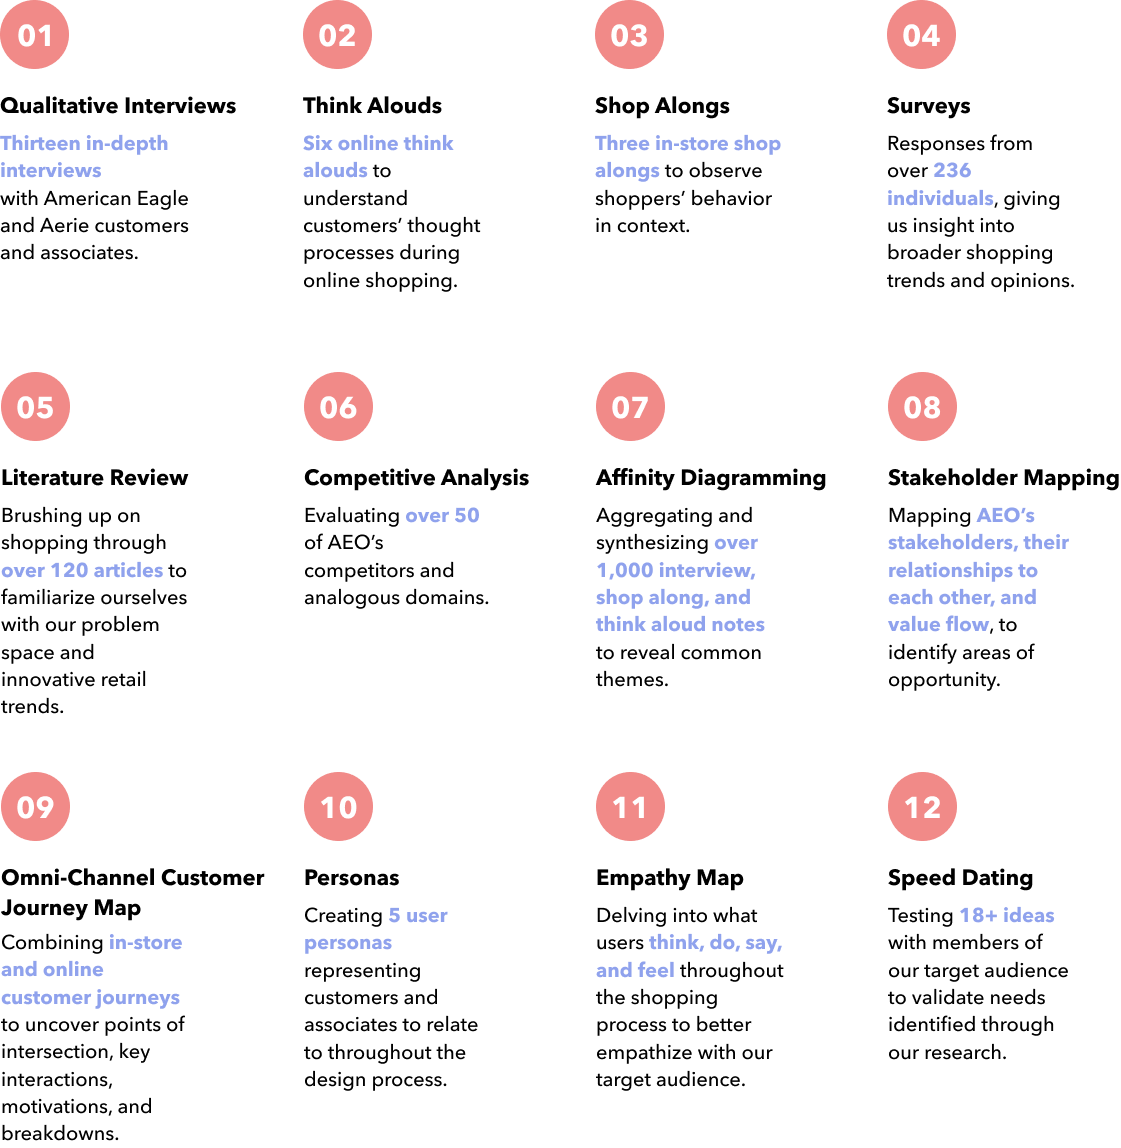 01
Qualitative Interviews
Thirteen in-depth
interviews
with American Eagle
and Aerie customers
and associates.
02
Think Alouds
Six online think
alouds to
understand
customers’ thought
processes during
online shopping.
03
Shop Alongs
Three in-store shop
alongs to observe
shoppers’ behavior
in context.
04
Surveys
Responses from
over 236
individuals, giving
us insight into
broader shopping
trends and opinions.
05
Literature Review
Brushing up on
shopping through
over 120 articles to
familiarize ourselves
with our problem
space and
innovative retail
trends.
06
Competitive Analysis
Evaluating over 50
of AEO’s
competitors and
analogous domains.
07
Affinity Diagramming
Aggregating and
synthesizing over
1,000 interview,
shop along, and
think aloud notes
to reveal common
themes.
08
Stakeholder Mapping
Mapping AEO’s
stakeholders, their
relationships to
each other, and
value flow, to
identify areas of
opportunity.
09
Omni-Channel Customer
Journey Map
Combining in-store
and online
customer journeys
to uncover points of
intersection, key
interactions,
motivations, and
breakdowns.
10
Personas
Creating 5 user
personas
representing
customers and
associates to relate
to throughout the
design process.
11
Empathy Map
Delving into what
users think, do, say,
and feel throughout
the shopping
process to better
empathize with our
target audience.
12
Speed Dating
Testing 18+ ideas
with members of
our target audience
to validate needs
identified through
our research.